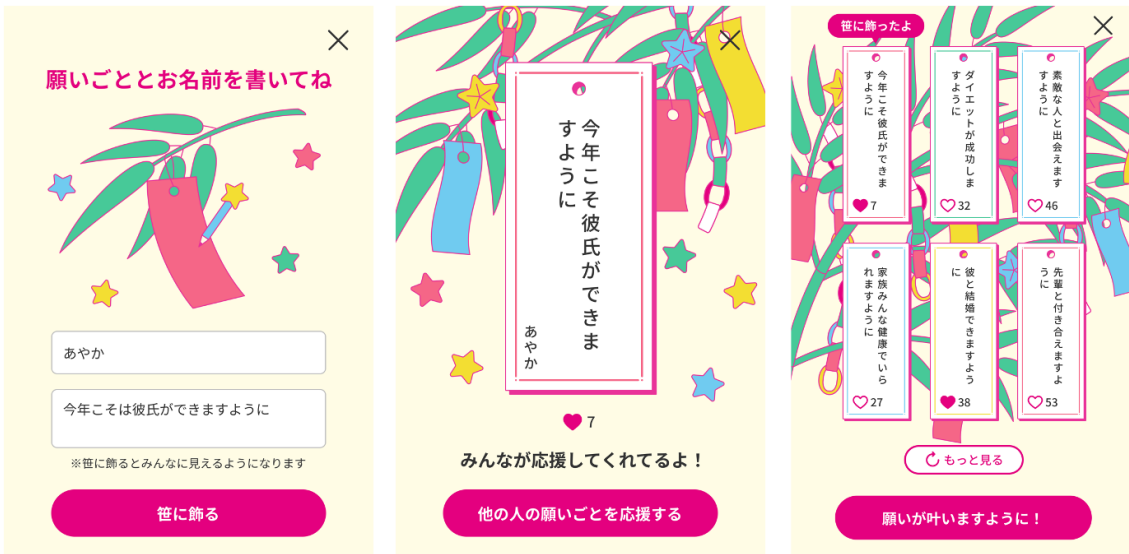 願いごととお名前を書いてね
あやか
今年こそは彼氏ができますように
※笹に飾るとみんなに見えるようになります
笹に飾る
今年こそ彼氏ができま
すように
あやか
7
みんなが応援してくれてるよ！
他の人の願いごとを応援する
笹に飾ったよ
今年こそ彼氏ができま
すように
7
ダイエットが成功しま
すように
32
素敵な人と出会えます
すように
46
家族みんな健康でいら
れますように
27
彼と結婚できますよう
に
38
先輩と付き合えますよ
うに
53
もっと見る
願いが叶いますように！